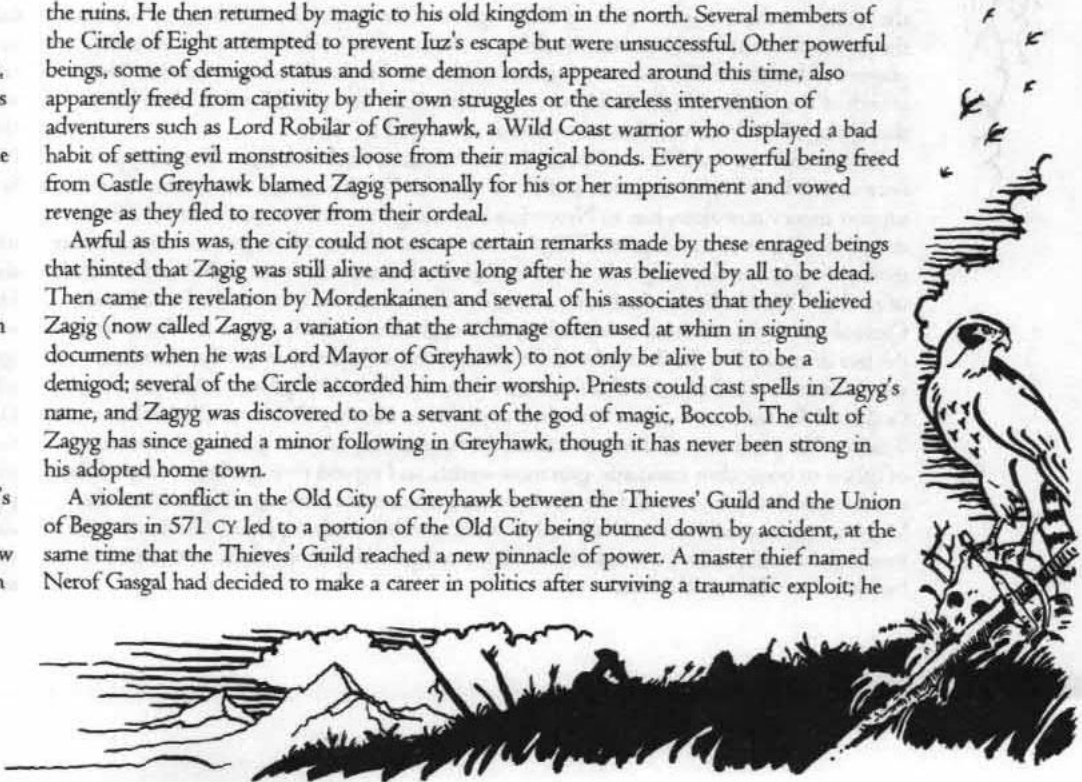 the ruins. He then returned by magic to his old kingdom in the north. Several members of
the Circle of Eight attempted to prevent Iuz's escape but were unsuccessful. Other powerful
beings, some of demigod status and some demon lords, appeared around this time, also
apparently freed from captivity by their own struggles or the careless intervention of
adventurers such as Lord Robilar of Greyhawk, a Wild Coast warrior who displayed a bad
habit of setting evil monstrosities loose from their magical bonds. Every powerful being freed
from Castle Greyhawk blamed Zagig personally for his or her imprisonment and vowed
revenge as they fled to recover from their ordeal.
Awful as this was, the city could not escape certain remarks made by these enraged beings
that hinted that Zagig was still alive and active long after he was believed by all to be dead.
Then came the revelation by Mordenkainen and several of his associates that they believed
Zagig (now called Zagyg, a variation that the archmage often used at whim in signing
documents when he was Lord Mayor of Greyhawk) to not only be alive but to be a
demigod; several of the Circle accorded him their worship. Priests could cast spells in Zagyg's
name, and Zagyg was discovered to be a servant of the god of magic, Boccob. The cult of
Zagyg has since gained a minor following in Greyhawk, though it has never been strong in
his adopted home town.
A violent conflict in the Old City of Greyhawk between the Thieves' Guild and the Union
of Beggars in 571 CY led to a portion of the Old City being burned down by accident, at the
same time that the Thieves' Guild reached a new pinnacle of power. A master thief named
Nerof Gasgal had decided to make a career in politics after surviving a traumatic exploit; he